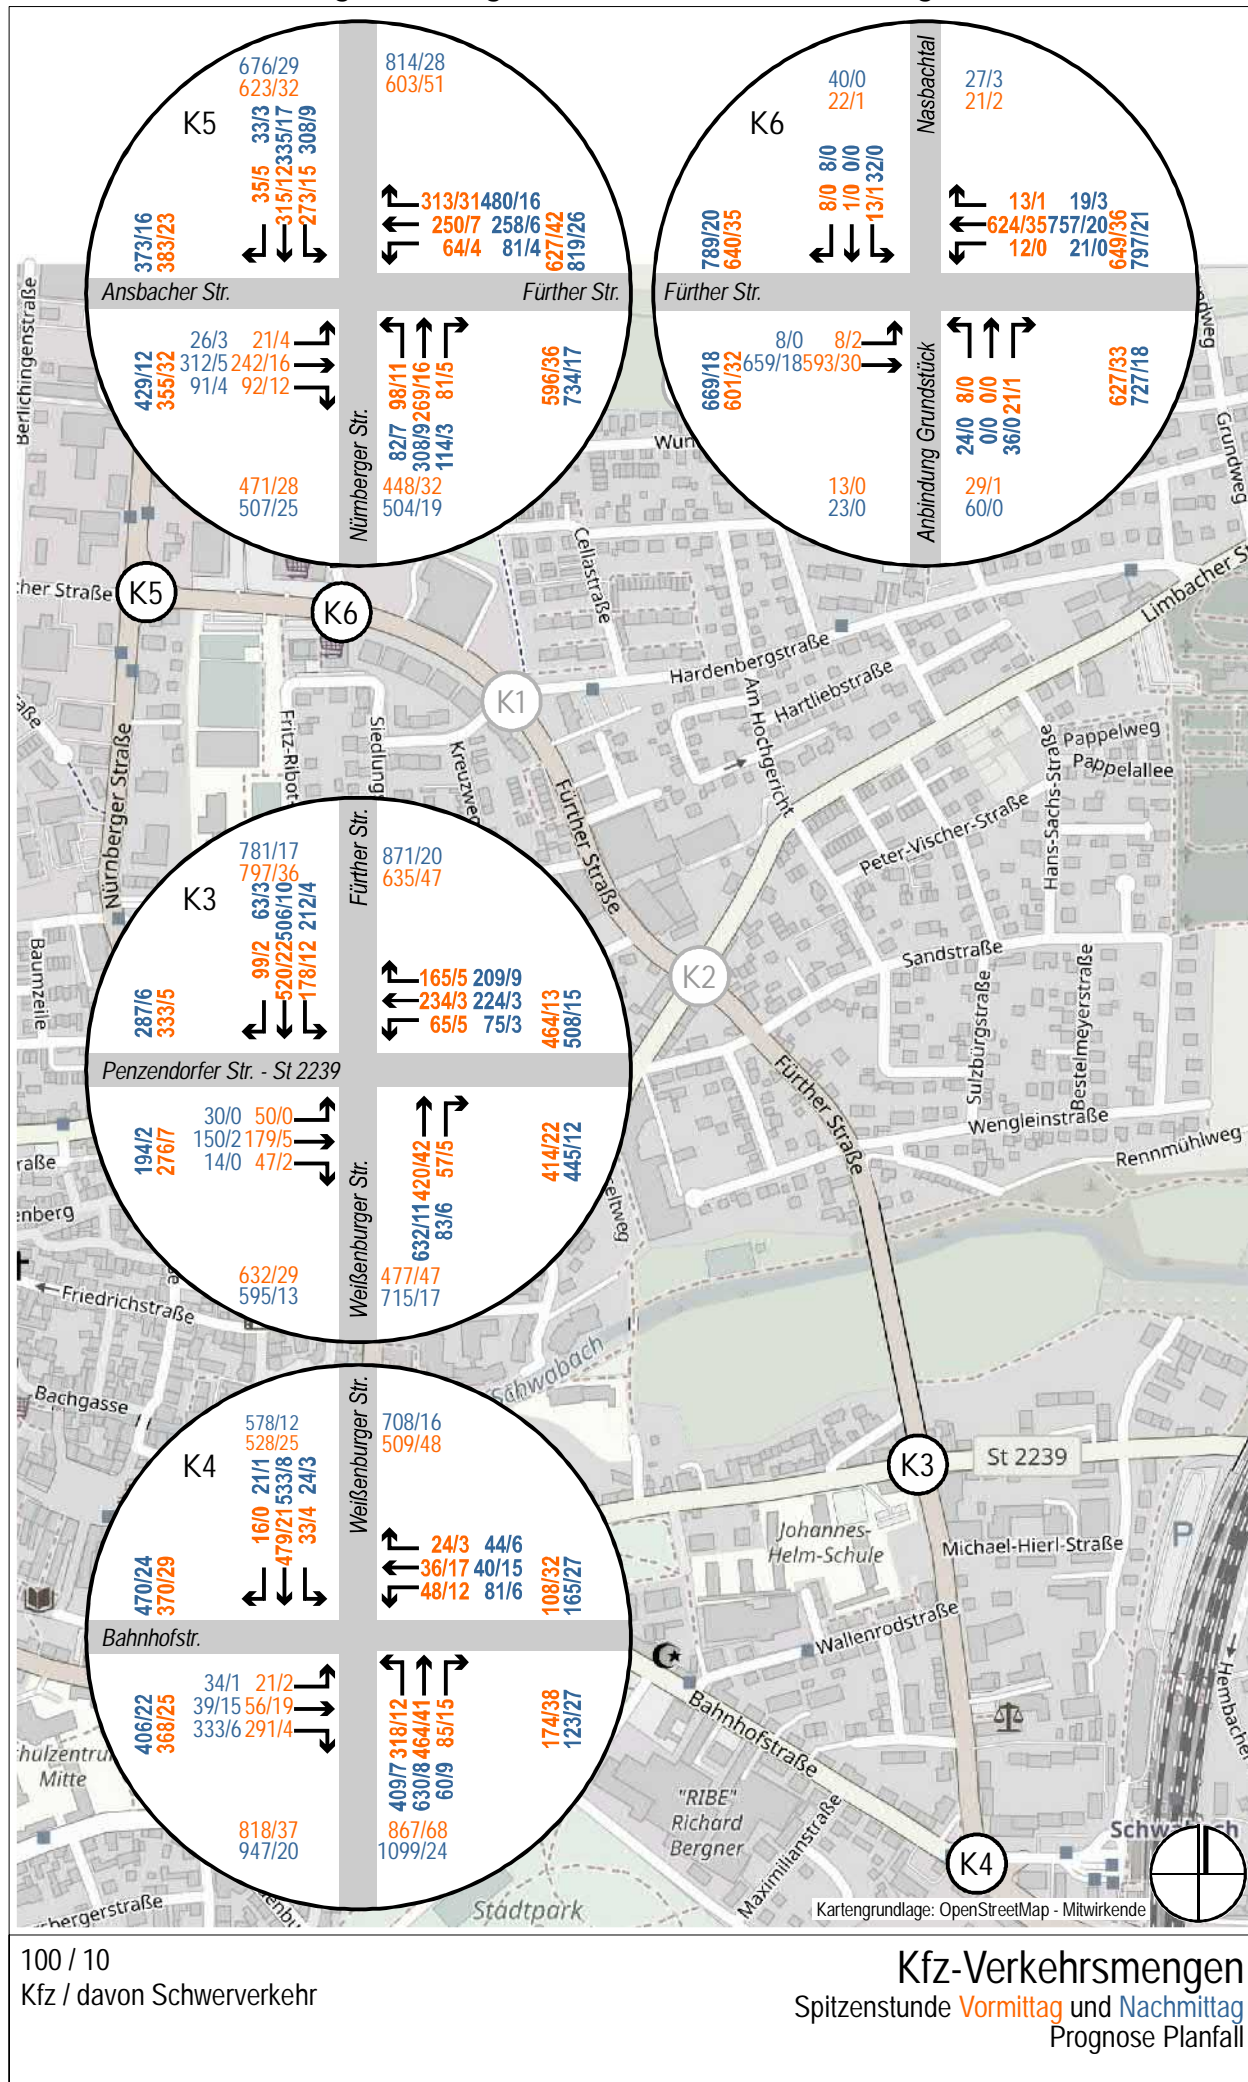 K5
676/29
623/32
814/28
603/51
35/5 33/3
315/12 335/17
273/15 308/9
373/16
383/23
313/31 480/16
250/7 258/6
64/4 81/4
627/42
819/26
Ansbacher Str.
Fürther Str.
Nürnberger Str.
26/3 21/4
312/5 242/16
91/4 92/12
429/12
355/32
82/7 98/11
308/9 269/16
114/3 81/5
596/36
734/17
471/28
507/25
448/32
504/19
K6
40/0
22/1
27/3
21/2
Nasbachtal
8/0 8/0
1/0 0/0
13/1 32/0
789/20
640/35
13/1 19/3
624/35 757/20
12/0 21/0
649/36
797/21
Fürther Str.
Anbindung Grundstück
8/0 8/2
659/18 593/30
669/18
601/32
24/0 8/0
0/0 0/0
36/0 21/1
627/33
727/18
13/0
23/0
29/1
60/0
Berlichingenstraße
Grundweg
Wun
Cellastraße
Limbacher St
cher Straße
K5
K6
K1
Hardenbergstraße
Hartliebstraße
Am Hochgericht
Fritz-Ribot-
Siedlungs
Kreuzweg
Nürnberger Straße
Fürther Straße
Pappelweg
Pappelallee
Hans-Sachs-Straße
Peter-Vischer-Straße
K3
781/17
797/36
871/20
635/47
Fürther Str.
99/2 63/3
520/22 506/10
178/12 212/4
287/6
333/5
165/5 209/9
234/3 224/3
65/5 75/3
464/13
508/15
Penzendorfer Str. - St 2239
Weißenburger Str.
30/0 50/0
150/2 179/5
14/0 47/2
194/2
276/7
632/11 420/42
83/6 57/5
414/22
445/12
632/29
595/13
477/47
715/17
Baumzeile
K2
Sandstraße
Sulzbürgstraße
Bestelmeyerstraße
Fürther Straße
Wengleinstraße
Rennmühlweg
raße
enberg
eltweg
Friedrichstraße
Bachgasse
Schwabach
K4
578/12
528/25
708/16
509/48
Weißenburger Str.
16/0 21/1
479/21 533/8
33/4 24/3
470/24
370/29
24/3 44/6
36/17 40/15
48/12 81/6
108/32
165/27
Bahnhofstr.
34/1 21/2
39/15 56/19
333/6 291/4
406/22
368/25
409/7 318/12
630/8 464/41
60/9 85/15
174/38
123/27
818/37
947/20
867/68
1099/24
K3
St 2239
Johannes-
Helm-Schule
Michael-Hierl-Straße
P
Wallenrodstraße
Bahnhofstraße
Hembacher
hulzentru
Mitte
"RIBE"
Richard
Bergner
Maximilianstraße
Schwabach
K4
bergerstraße
Stadtpark
Kartengrundlage: OpenStreetMap - Mitwirkende
100 / 10
Kfz / davon Schwerverkehr
Kfz-Verkehrsmengen
Spitzenstunde Vormittag und Nachmittag
Prognose Planfall